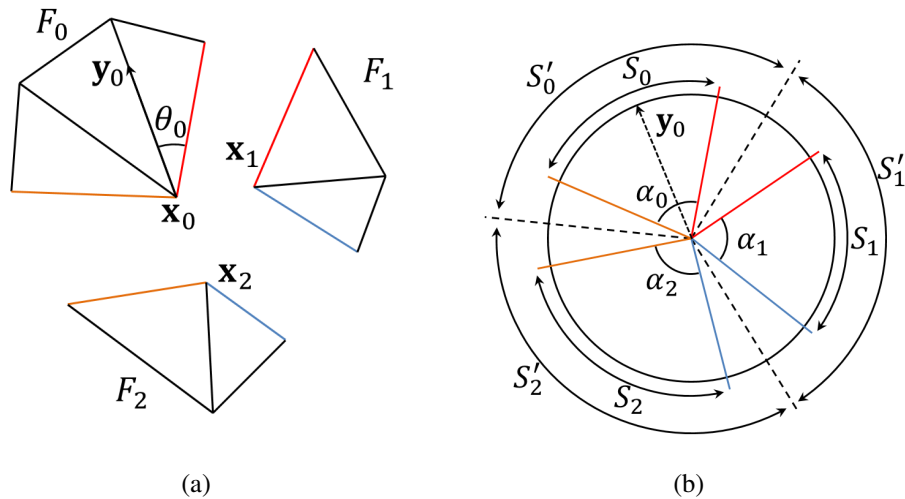 F₀
y₀
θ₀
x₀
F₁
x₁
x₂
F₂
(a)
S′₀
S₀
y₀
α₀
S′₁
α₁
S₁
α₂
S′₂
S₂
(b)